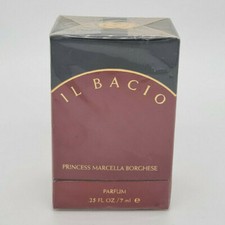 IL BACIO
PRINCESS MARCELLA BORGHESE
PARFUM
.25 FL.OZ / 7 ml ℮